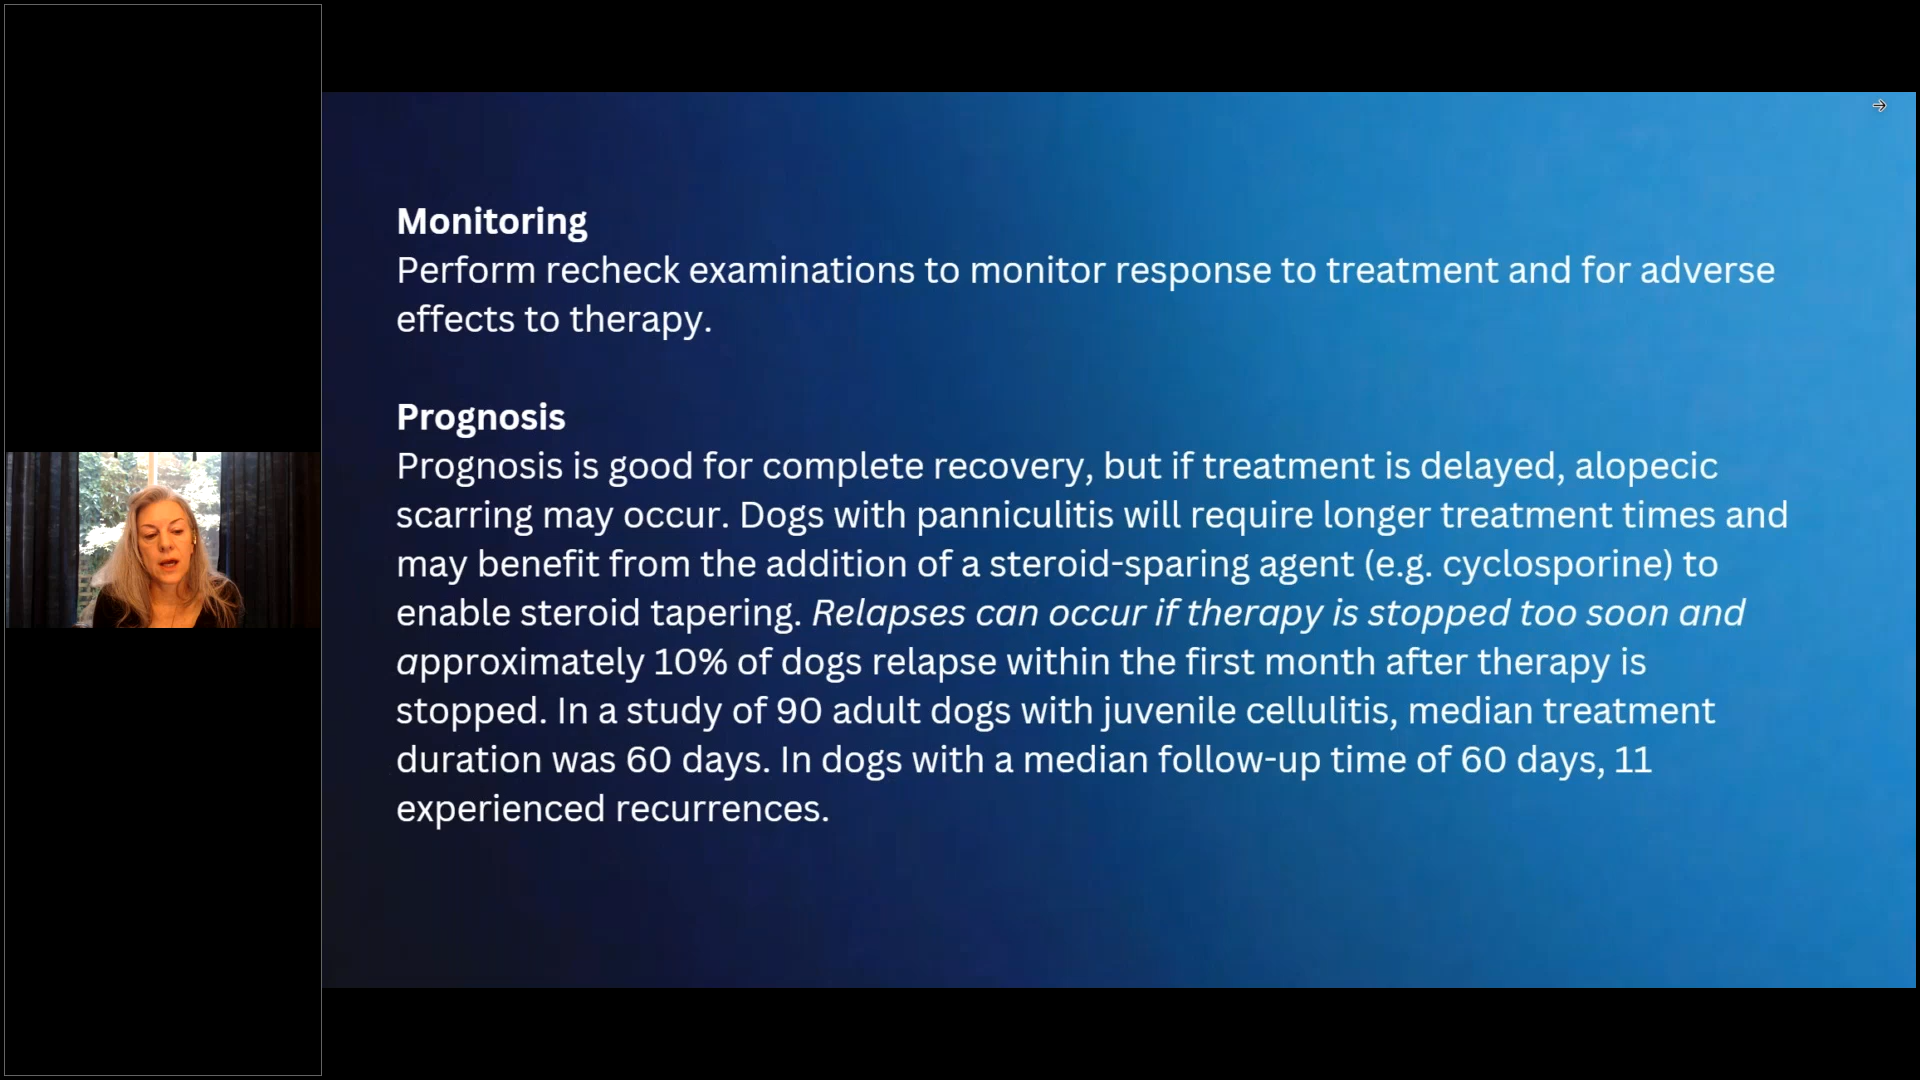 Monitoring
Perform recheck examinations to monitor response to treatment and for adverse
effects to therapy.
Prognosis
Prognosis is good for complete recovery, but if treatment is delayed, alopecic
scarring may occur. Dogs with panniculitis will require longer treatment times and
may benefit from the addition of a steroid-sparing agent (e.g. cyclosporine) to
enable steroid tapering. Relapses can occur if therapy is stopped too soon and
approximately 10% of dogs relapse within the first month after therapy is
stopped. In a study of 90 adult dogs with juvenile cellulitis, median treatment
duration was 60 days. In dogs with a median follow-up time of 60 days, 11
experienced recurrences.